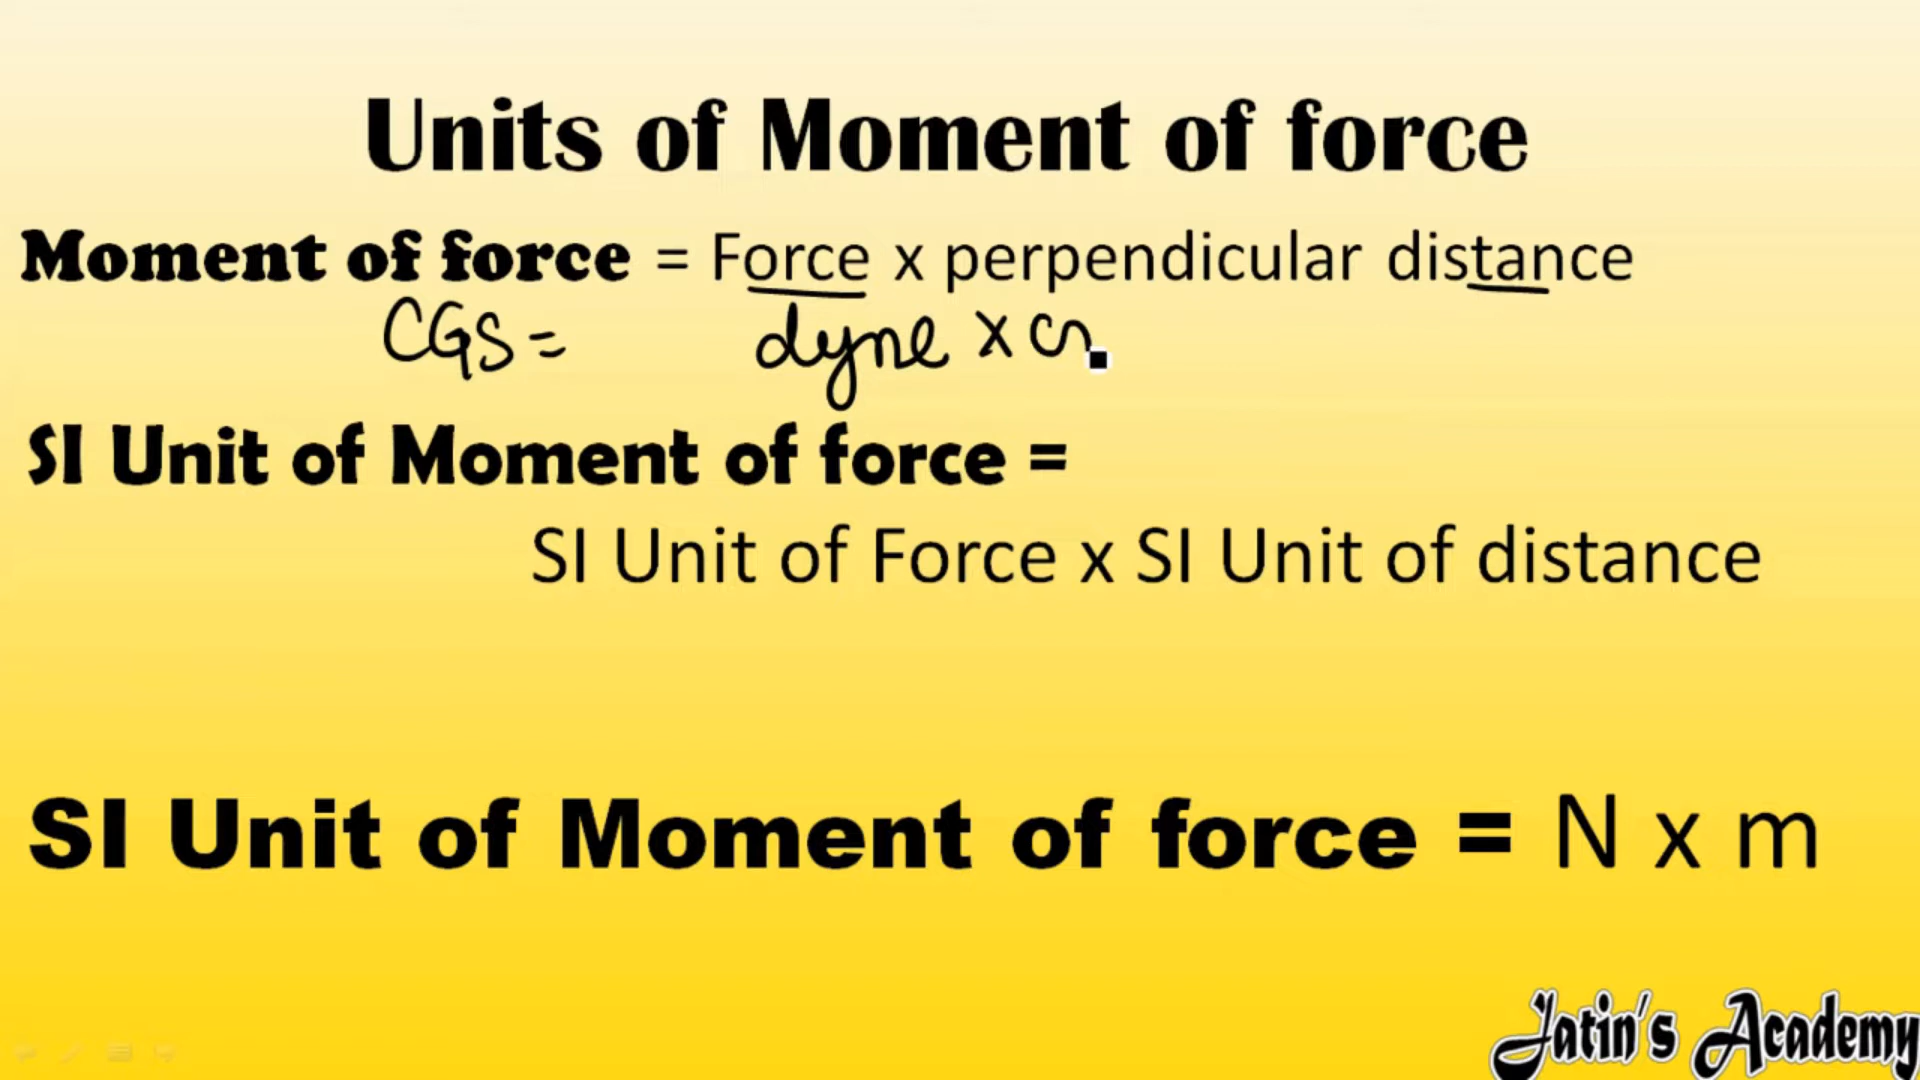 Units of Moment of force
Moment of force = Force x perpendicular distance
CGS = dyne x
SI Unit of Moment of force =
SI Unit of Force x SI Unit of distance
SI Unit of Moment of force = N x m
Jatin's Academy